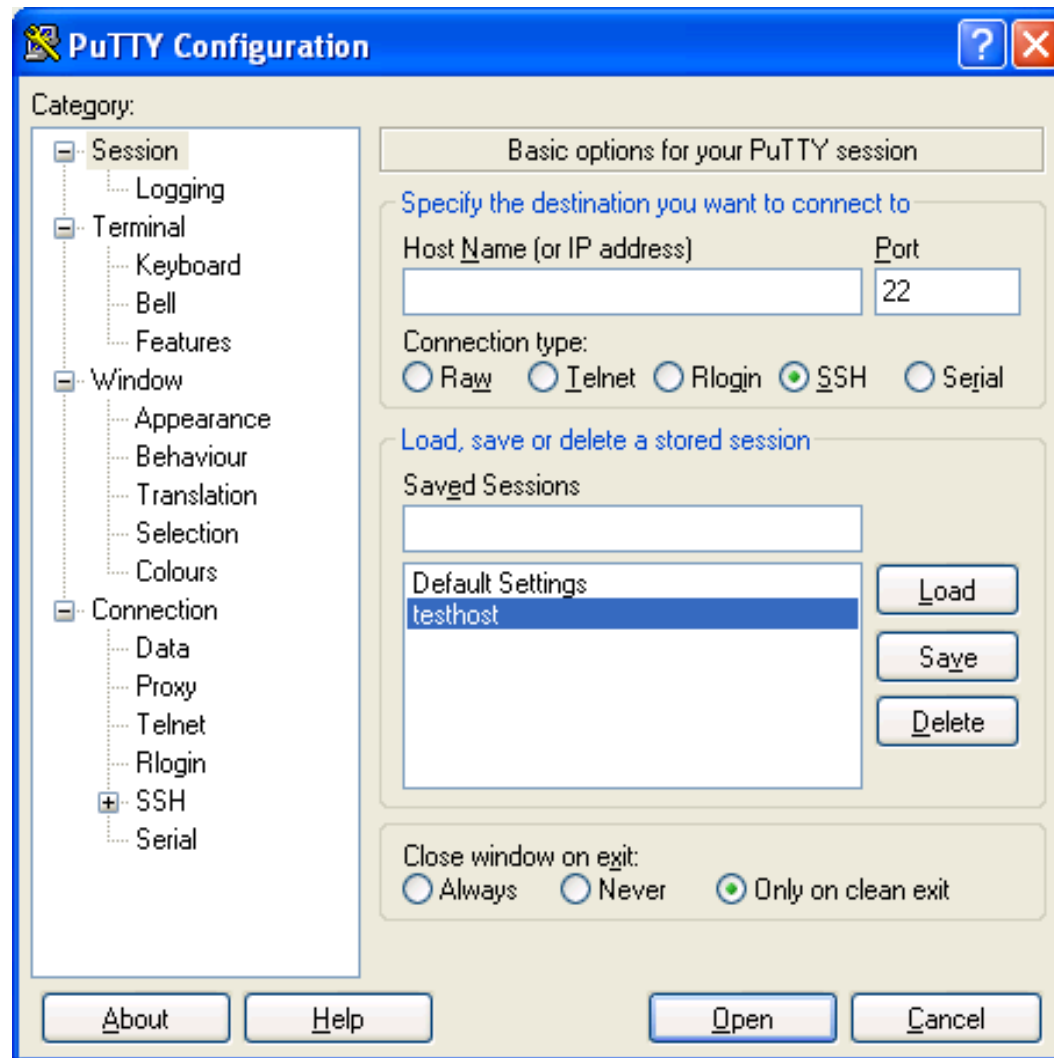 PuTTY Configuration
?
Category:
Session
Logging
Terminal
Keyboard
Bell
Features
Window
Appearance
Behaviour
Translation
Selection
Colours
Connection
Data
Proxy
Telnet
Rlogin
SSH
Serial
Basic options for your PuTTY session
Specify the destination you want to connect to
Host Name (or IP address) Port
22
Connection type:
Raw Telnet Rlogin SSH Serial
Load, save or delete a stored session
Saved Sessions
Default Settings
testhost
Load
Save
Delete
Close window on exit:
Always Never Only on clean exit
About Help Open Cancel